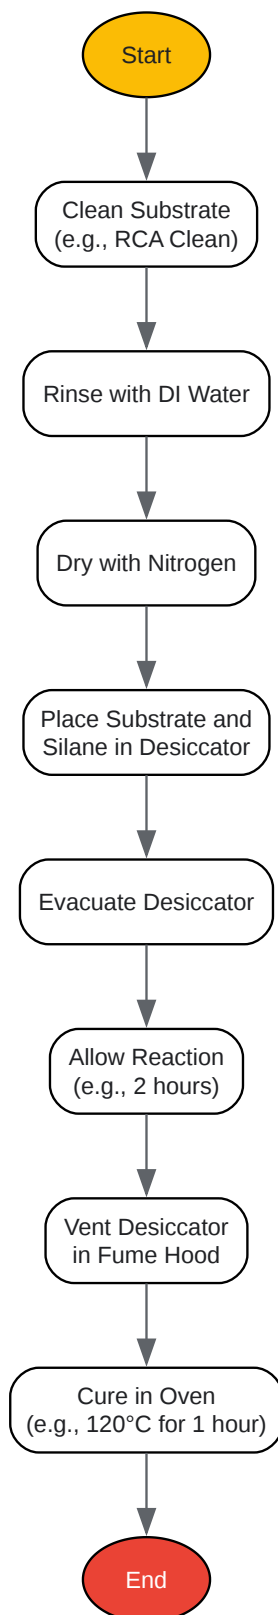 Start
Clean Substrate
(e.g., RCA Clean)
Rinse with DI Water
Dry with Nitrogen
Place Substrate and
Silane in Desiccator
Evacuate Desiccator
Allow Reaction
(e.g., 2 hours)
Vent Desiccator
in Fume Hood
Cure in Oven
(e.g., 120°C for 1 hour)
End